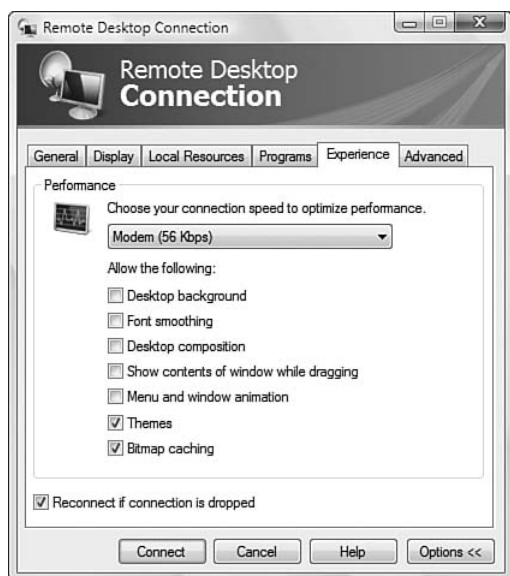 Remote Desktop Connection
Remote Desktop
Connection
General Display Local Resources Programs Experience Advanced
Performance
Choose your connection speed to optimize performance.
Modem (56 Kbps)
Allow the following:
Desktop background
Font smoothing
Desktop composition
Show contents of window while dragging
Menu and window animation
Themes
Bitmap caching
Reconnect if connection is dropped
Connect Cancel Help Options <<